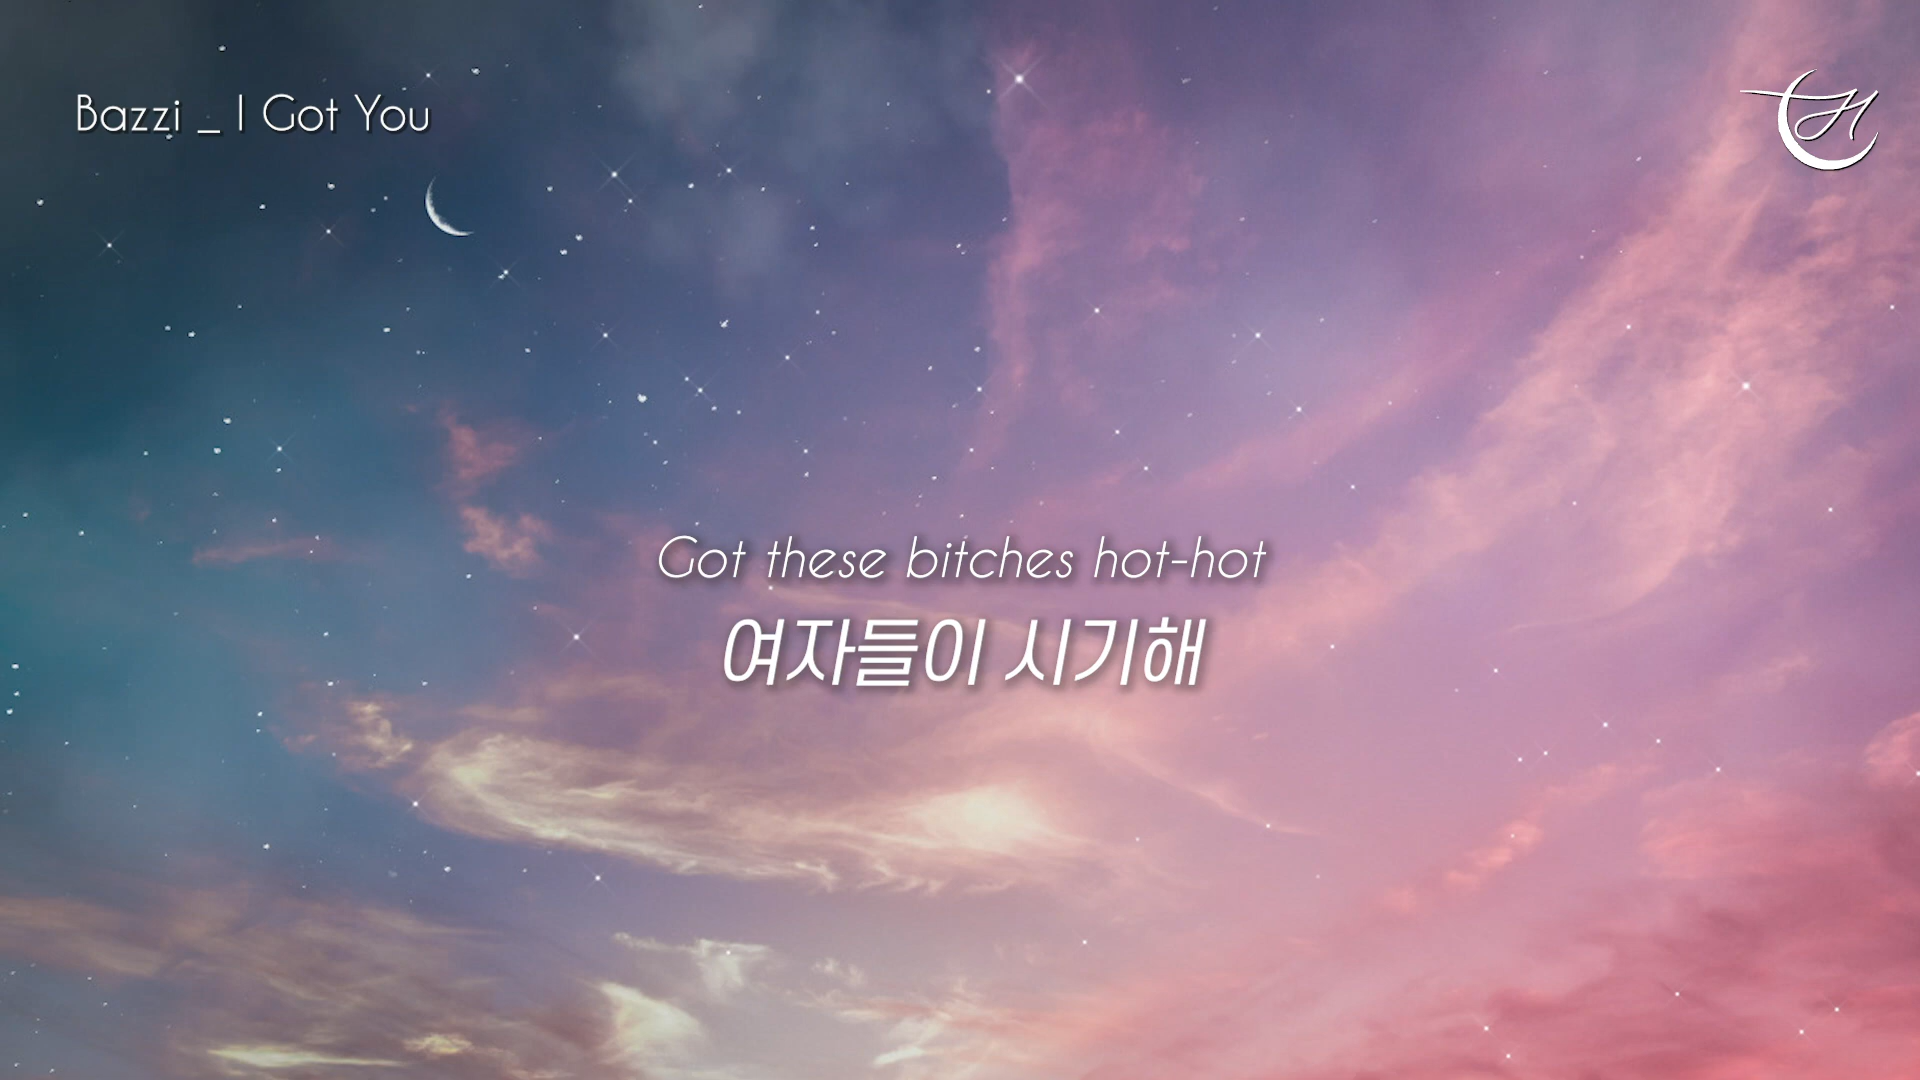 Bazzi _ I Got You
Got these bitches hot-hot
여자들이 시기해